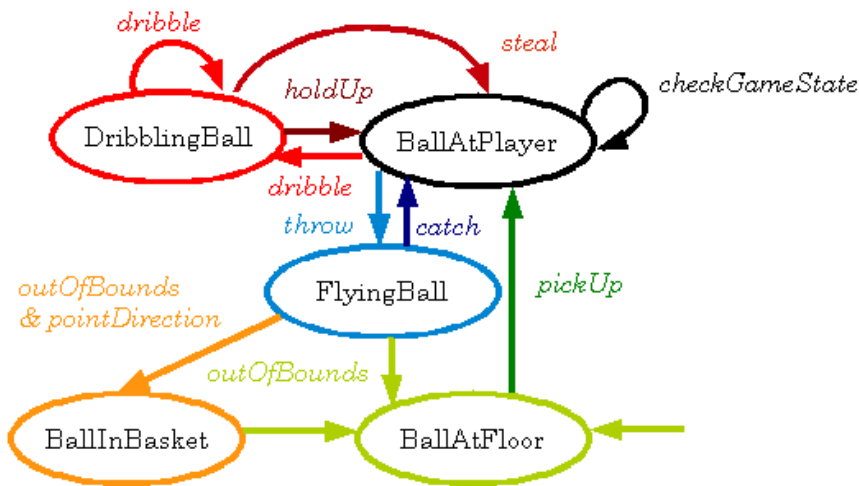 dribble
steal
holdUp
checkGameState
DribblingBall
BallAtPlayer
dribble
throw
catch
outOfBounds
& pointDirection
FlyingBall
pickUp
outOfBounds
BallInBasket
BallAtFloor